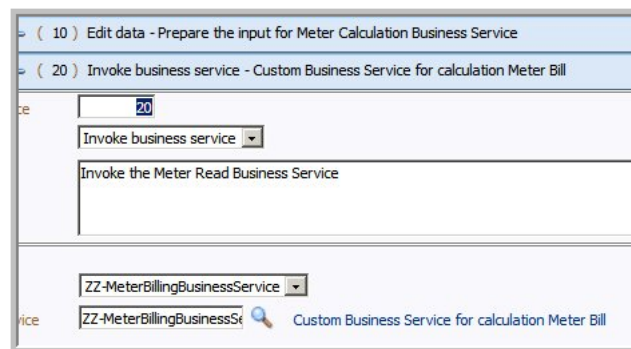 ( 10 ) Edit data - Prepare the input for Meter Calculation Business Service
( 20 ) Invoke business service - Custom Business Service for calculation Meter Bill
20
Invoke business service
Invoke the Meter Read Business Service
ZZ-MeterBillingBusinessService
ZZ-MeterBillingBusinessSe Custom Business Service for calculation Meter Bill